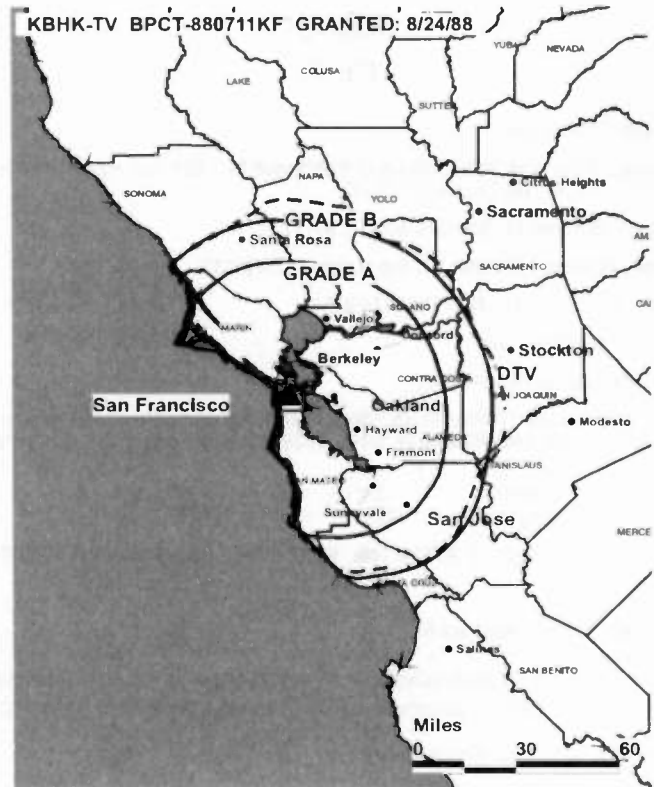 KBHK-TV BPCT-880711KF GRANTED: 8/24/88
YUBA
NEVADA
COLUSA
LAKE
SUTTER
NAPA
YOLO
SONOMA
Citrus Heights
Sacramento
GRADE B
Santa Rosa
SACRAMENTO
GRADE A
SOLANO
Vallejo
MARIN
Concord
Berkeley
Stockton
CONTRA COSTA
DTV
SAN JOAQUIN
San Francisco
Oakland
Modesto
Hayward
ALAMEDA
Fremont
STANISLAUS
SAN MATEO
Sunnyvale
San Jose
MERCE
Salinas
SAN BENITO
Miles
0 30 60